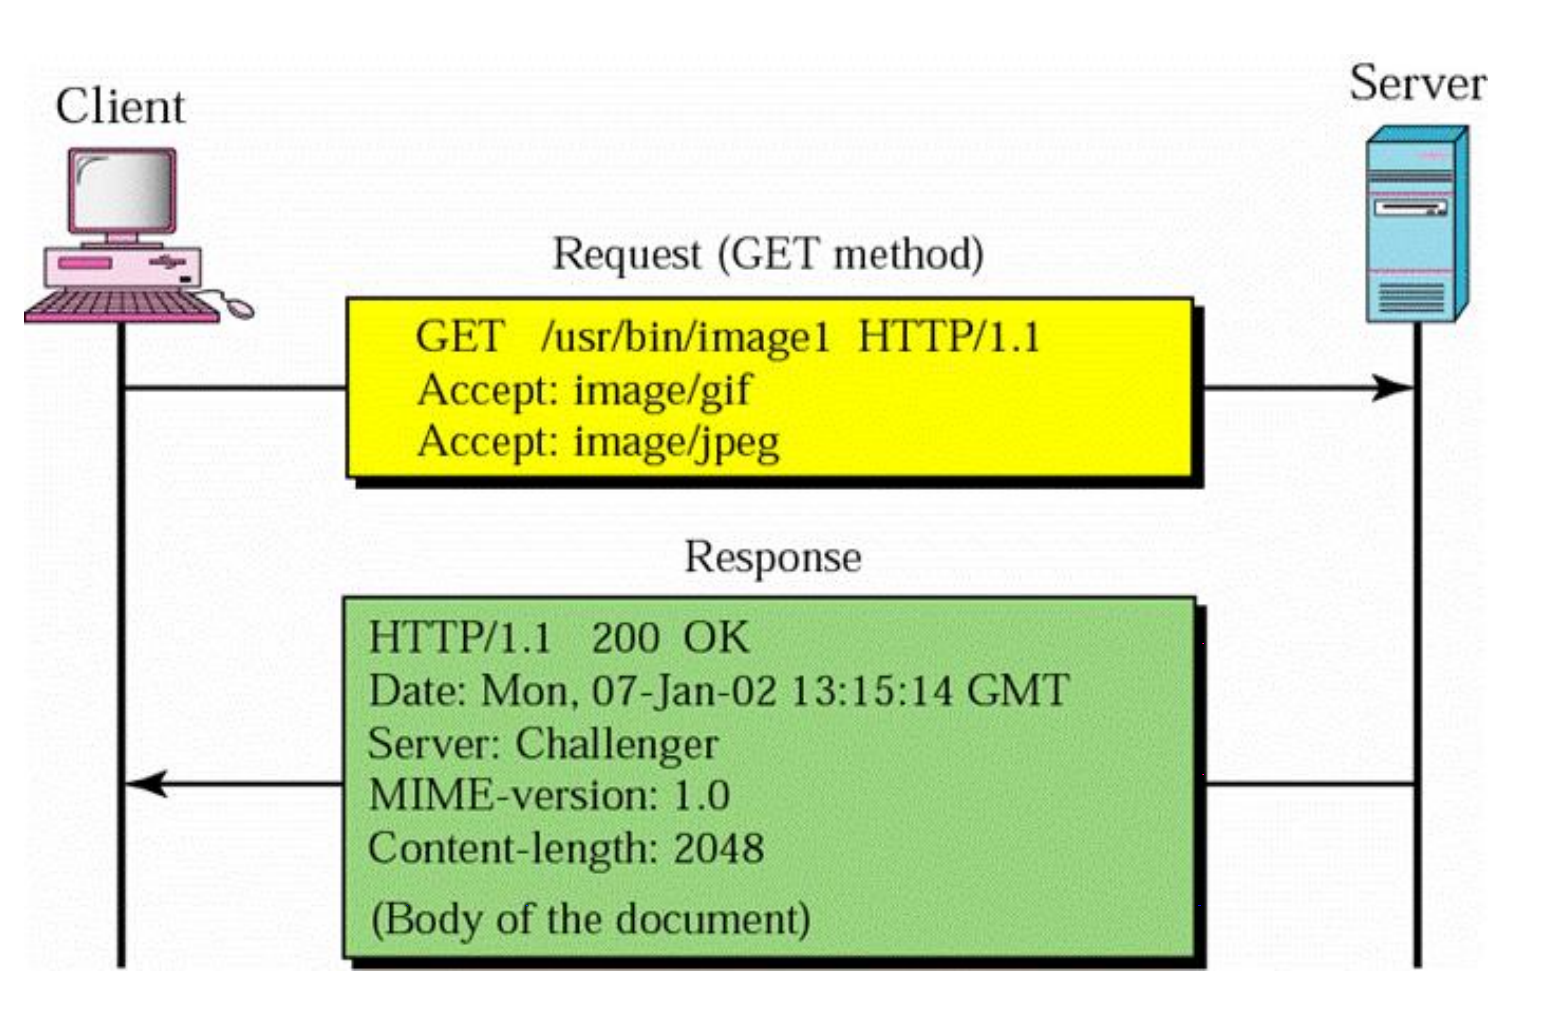 Client
Server
Request (GET method)
GET /usr/bin/image1 HTTP/1.1
Accept: image/gif
Accept: image/jpeg
Response
HTTP/1.1 200 OK
Date: Mon, 07-Jan-02 13:15:14 GMT
Server: Challenger
MIME-version: 1.0
Content-length: 2048
(Body of the document)